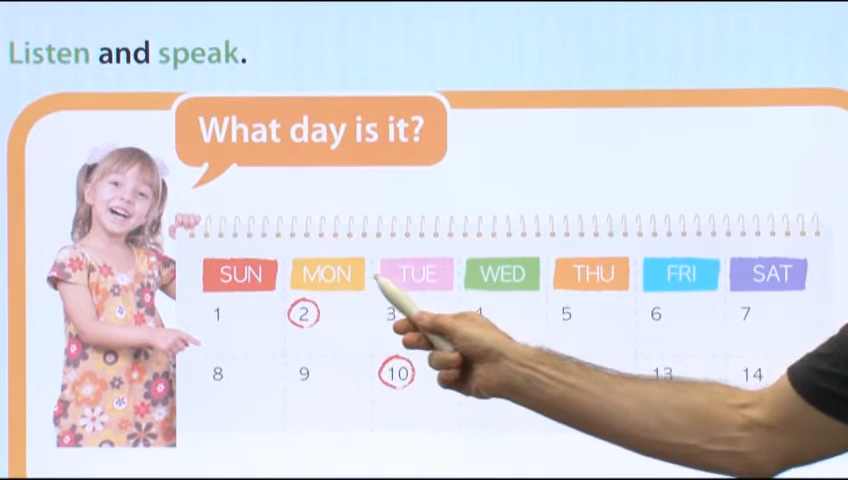 Listen and speak.
What day is it?
SUN MON TUE WED THU FRI SAT
1 2 3 4 5 6 7
8 9 10 13 14